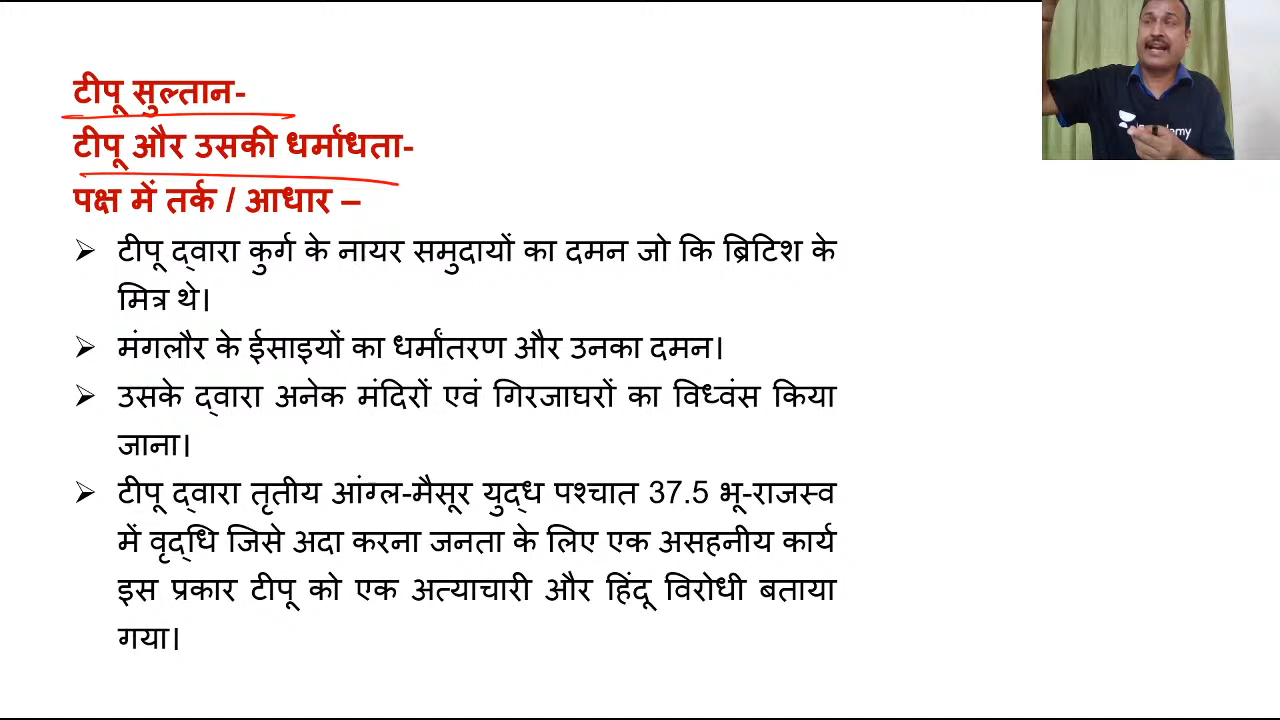 टीपू सुल्तान-
टीपू और उसकी धर्मांधता-
पक्ष में तर्क / आधार –
➢ टीपू द्वारा कुर्ग के नायर समुदायों का दमन जो कि ब्रिटिश के
मित्र थे।
➢ मंगलौर के ईसाइयों का धर्मांतरण और उनका दमन।
➢ उसके द्वारा अनेक मंदिरों एवं गिरजाघरों का विध्वंस किया
जाना।
➢ टीपू द्वारा तृतीय आंग्ल-मैसूर युद्ध पश्चात 37.5 भू-राजस्व
में वृद्धि जिसे अदा करना जनता के लिए एक असहनीय कार्य
इस प्रकार टीपू को एक अत्याचारी और हिंदू विरोधी बताया
गया।